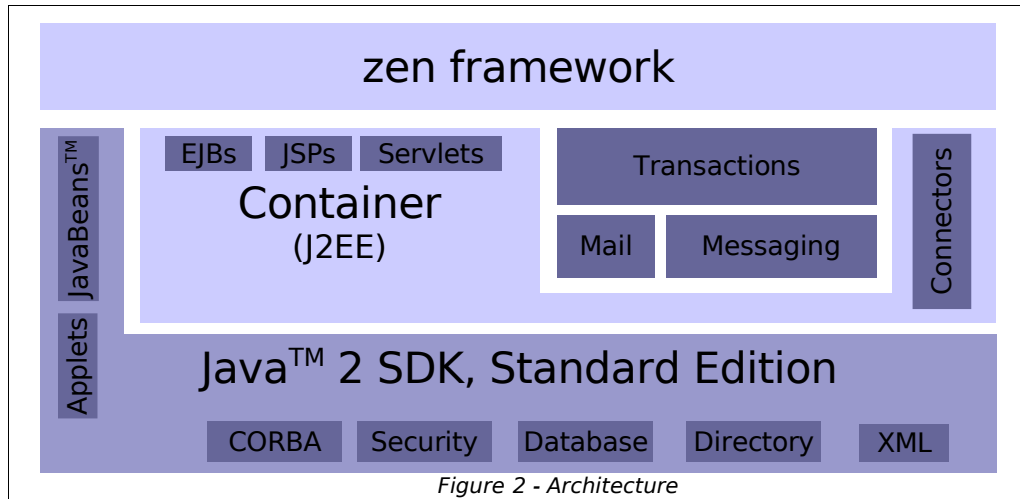 zen framework
JavaBeans™
EJBs
JSPs
Servlets
Container
(J2EE)
Transactions
Mail
Messaging
Connectors
Applets
Java™ 2 SDK, Standard Edition
CORBA
Security
Database
Directory
XML
Figure 2 - Architecture